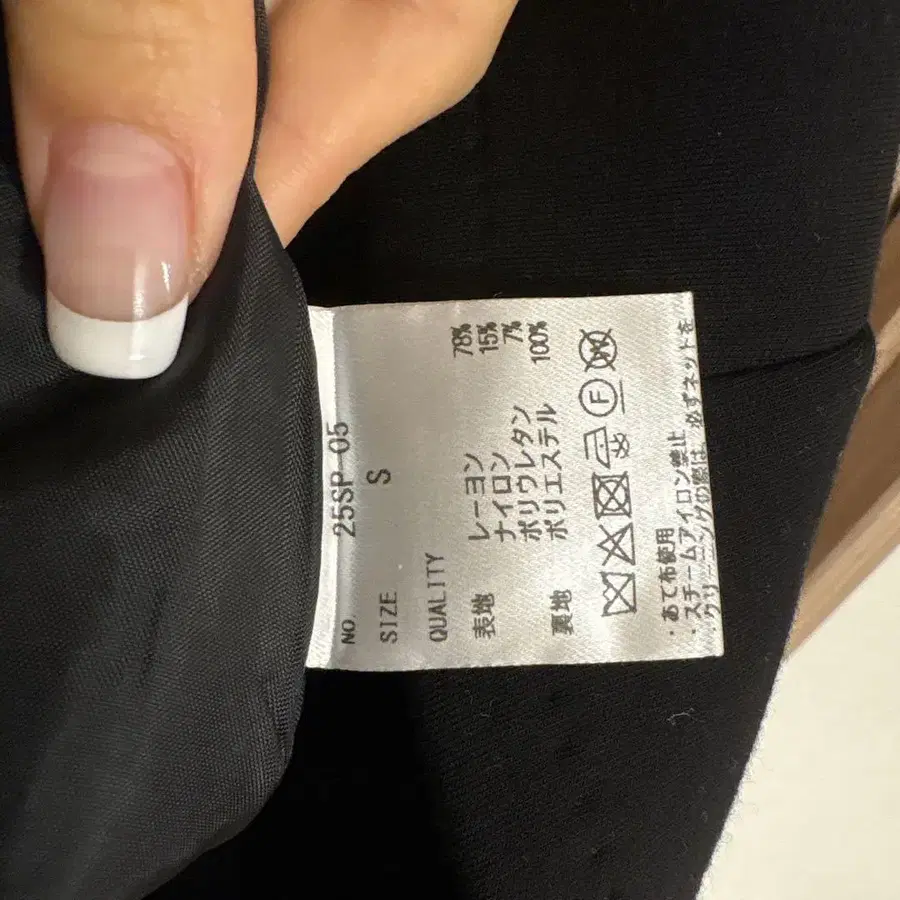 NO. 25SP-05
SIZE S
QUALITY
表地 レーヨン 78%
ナイロン 15%
ポリウレタン 7%
裏地 ポリエステル 100%
F
・あて布使用
・スチームアイロン禁止
・クリーニングの際は、必ずネットを